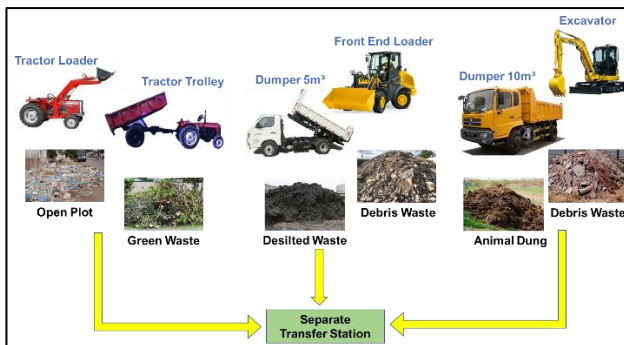 Excavator
Front End Loader
Tractor Loader
Tractor Trolley
Dumper 5m³
Dumper 10m³
Open Plot
Green Waste
Desilted Waste
Debris Waste
Animal Dung
Debris Waste
Separate
Transfer Station